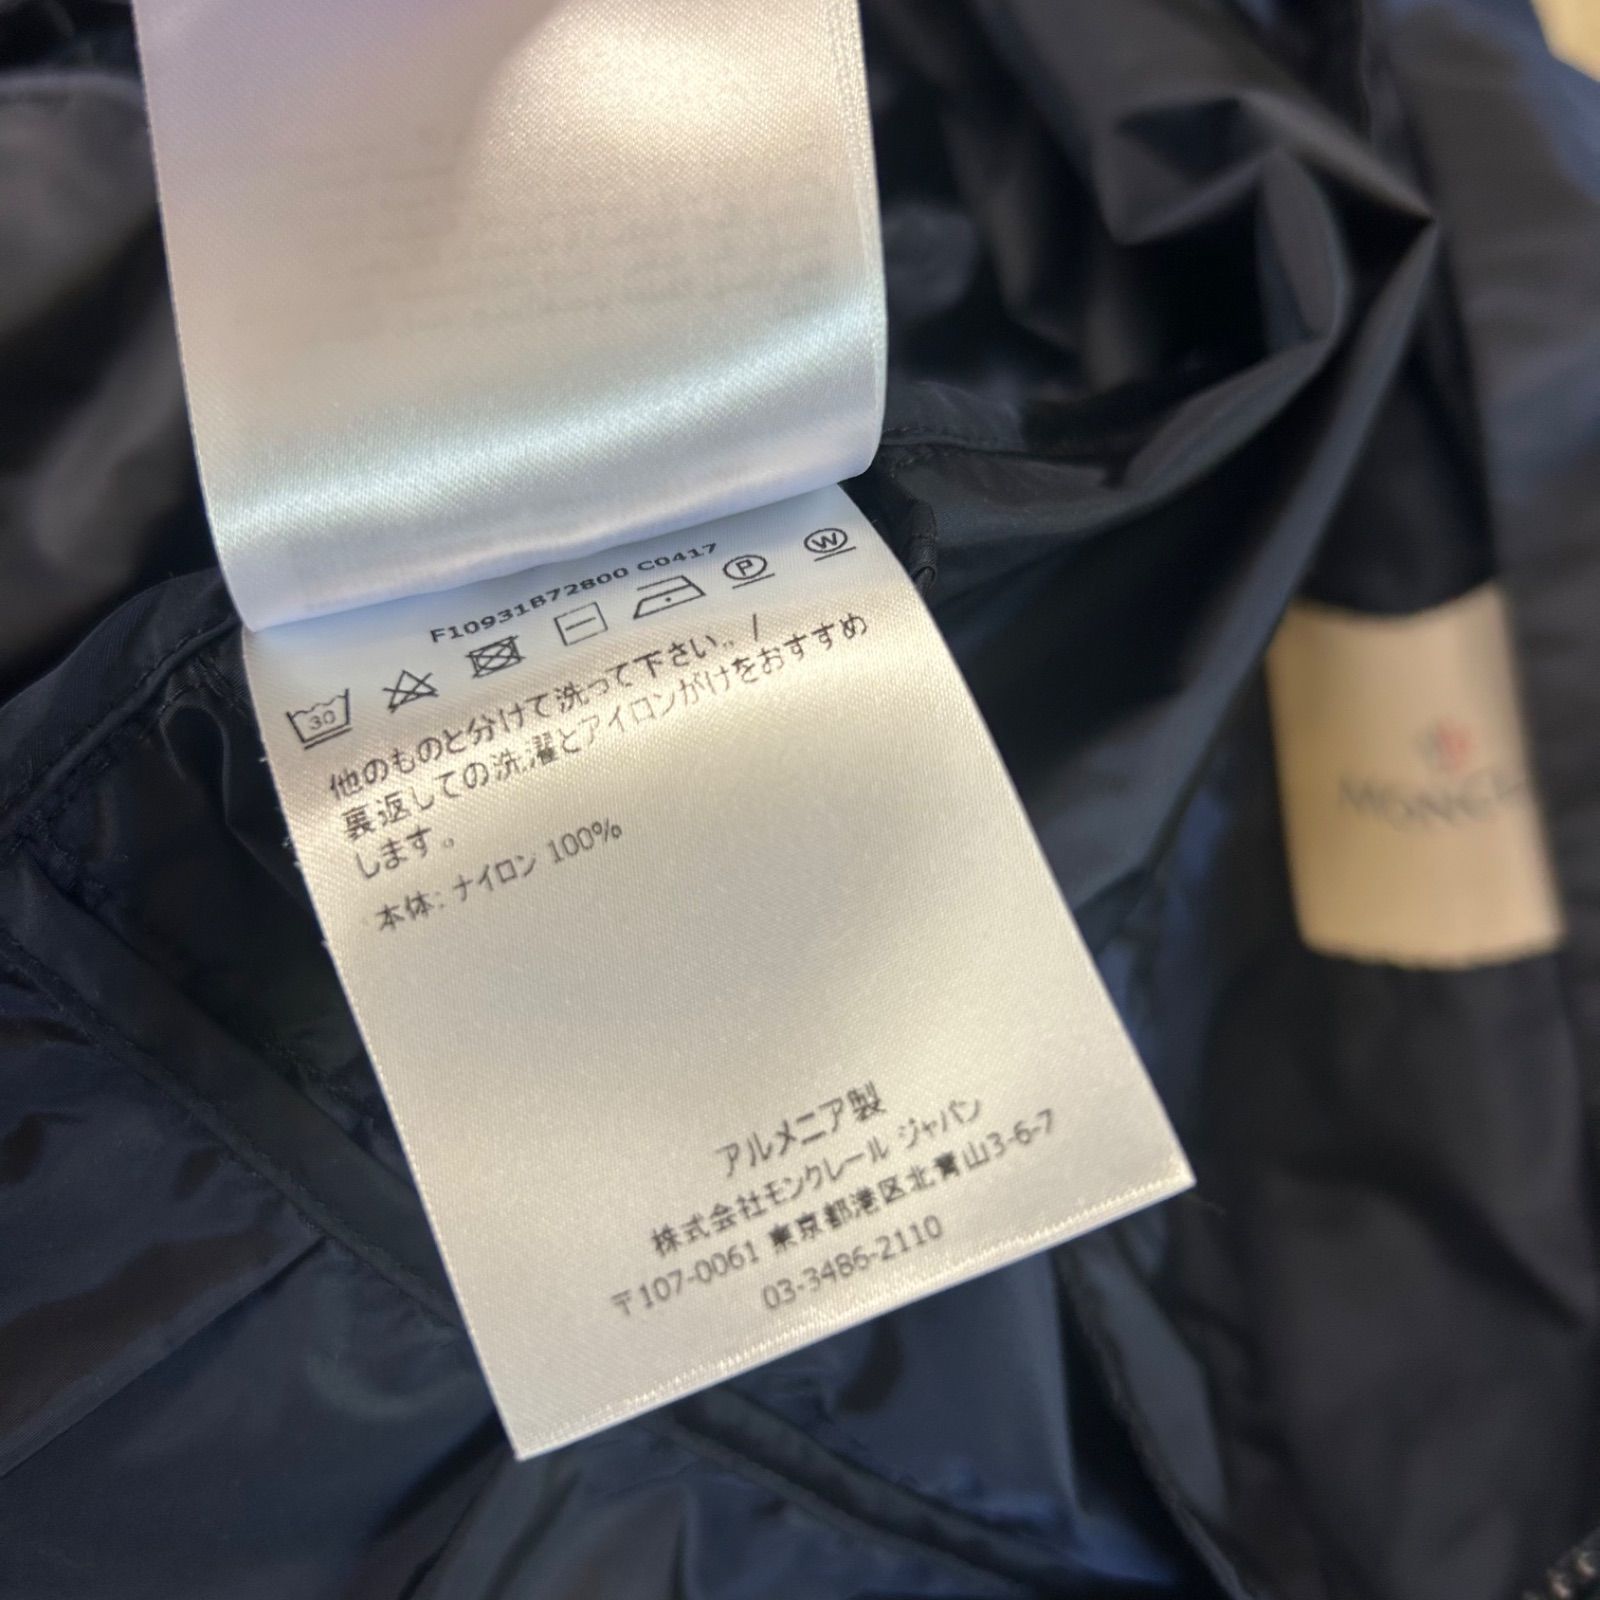 F10931B72800 C0417
30 P W
他のものと分けて洗って下さい。/
裏返しての洗濯とアイロンがけをおすすめ
します。
本体: ナイロン 100%
アルメニア製
株式会社モンクレール ジャパン
〒107-0061 東京都港区北青山3-6-7
03-3486-2110
MONCL